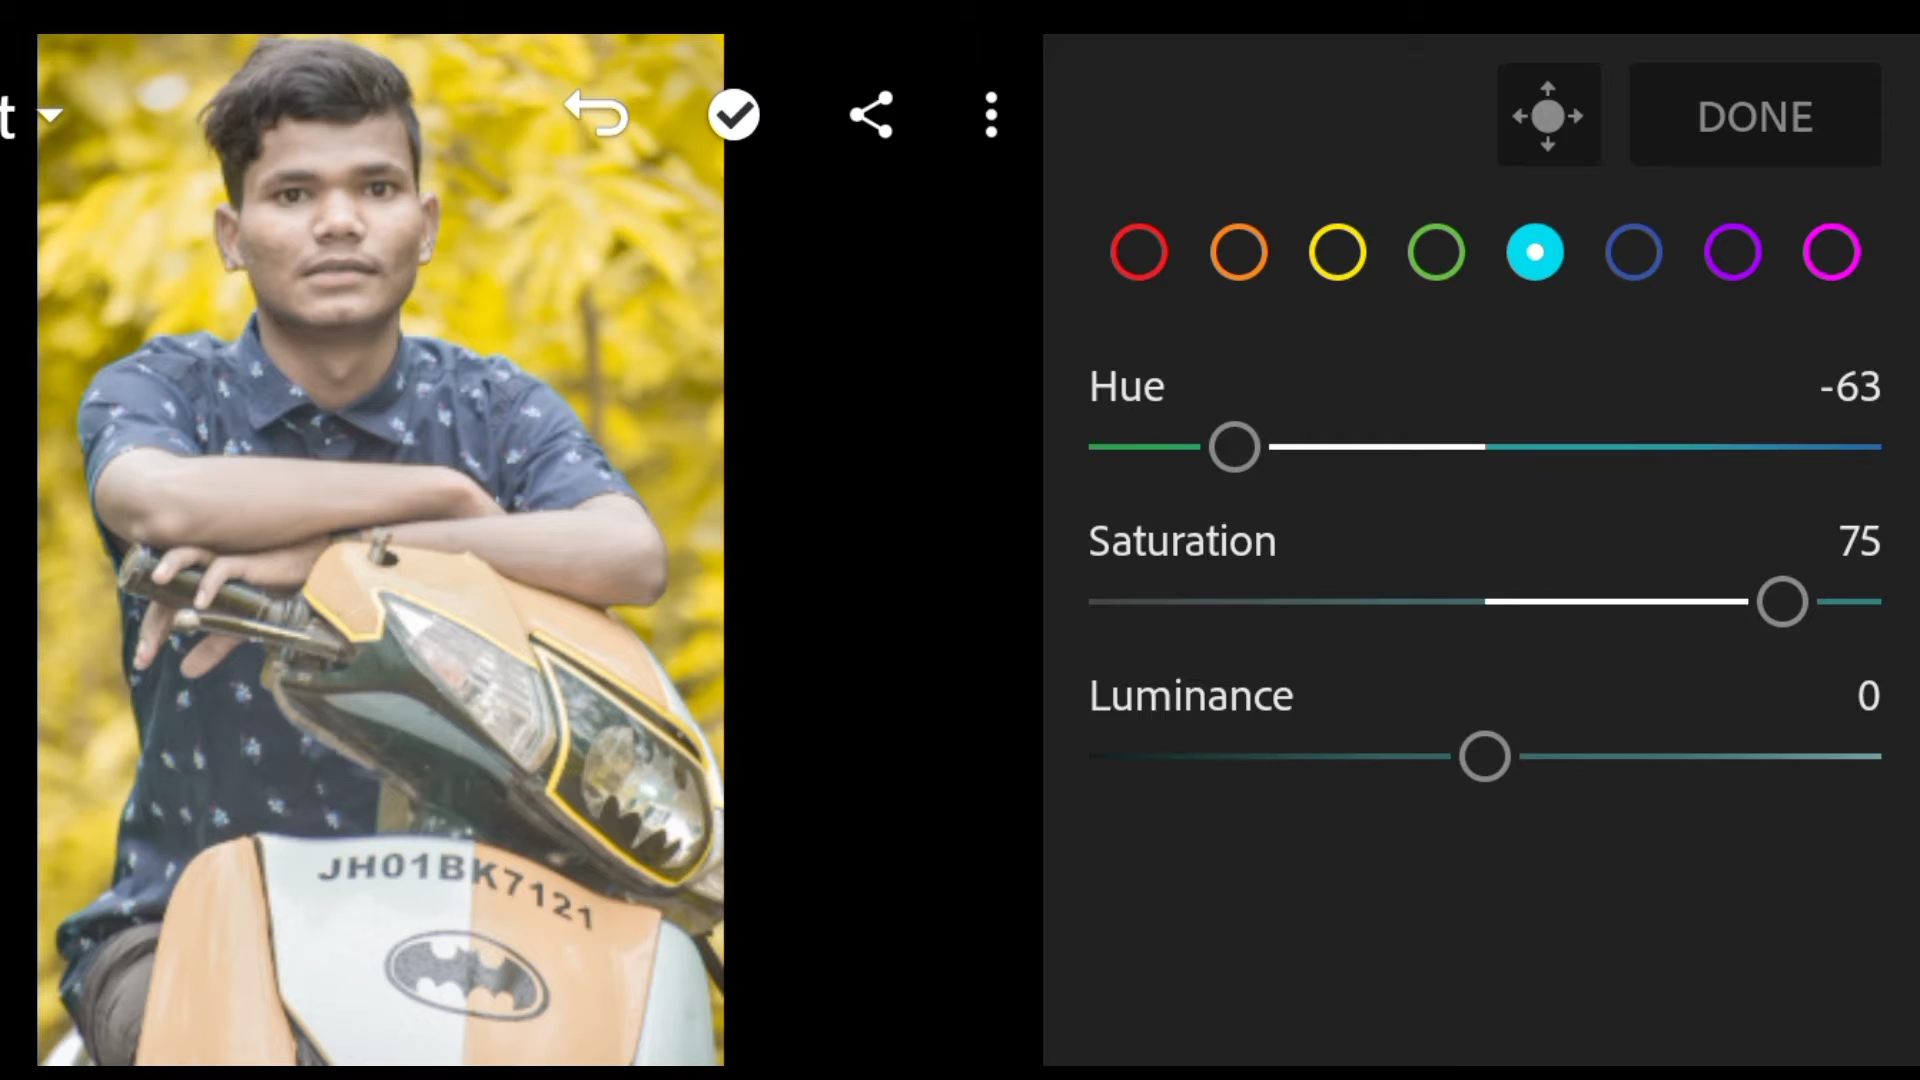 t
DONE
Hue -63
Saturation 75
Luminance 0
JH01BK7121